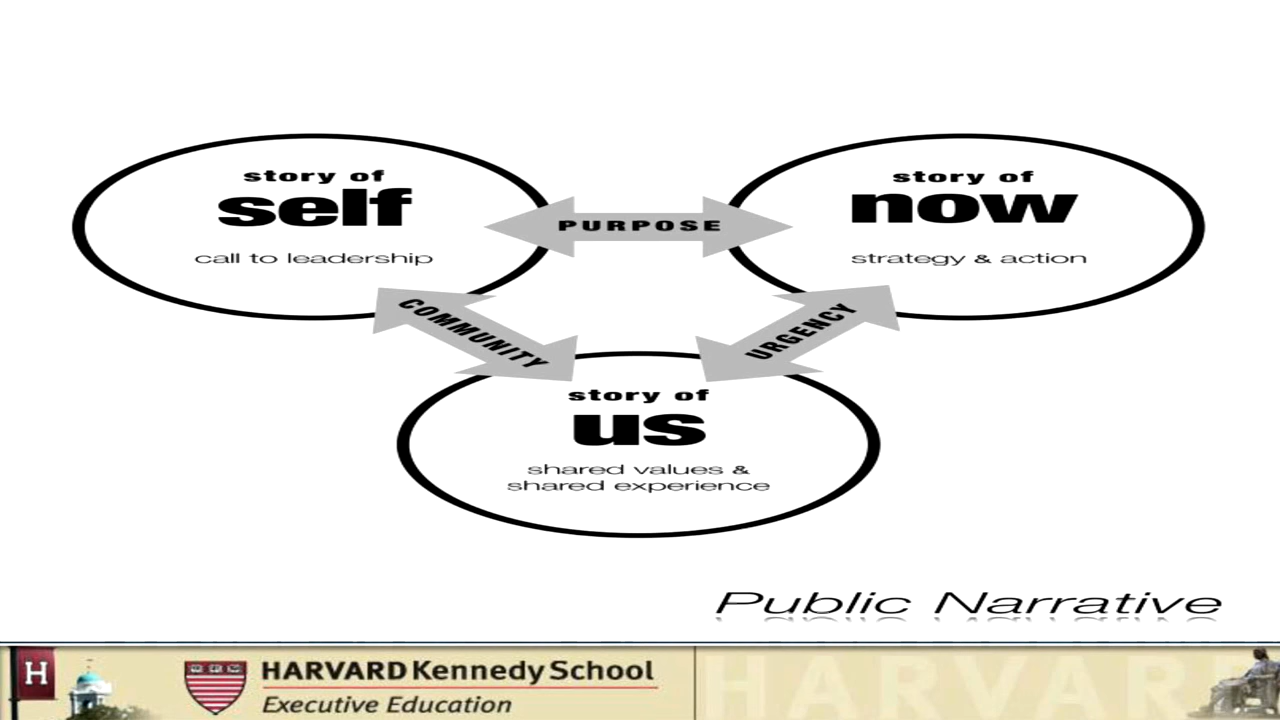 story of
self
call to leadership
PURPOSE
story of
now
strategy & action
COMMUNITY
URGENCY
story of
us
shared values &
shared experience
Public Narrative
H
HARVARD Kennedy School
Executive Education
HARVAR